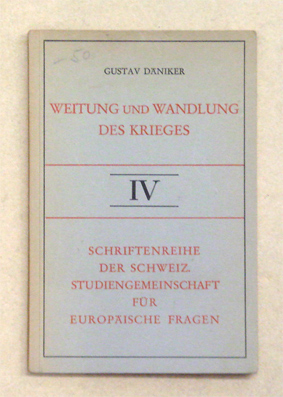 -.50
GUSTAV DÄNIKER
WEITUNG UND WANDLUNG
DES KRIEGES
IV
SCHRIFTENREIHE
DER SCHWEIZ.
STUDIENGEMEINSCHAFT
FÜR
EUROPÄISCHE FRAGEN